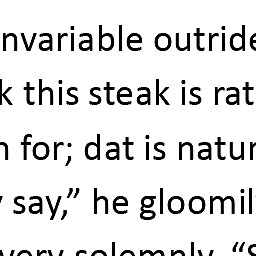 nvariable outride
k this steak is rat
n for; dat is natur
y say,” he gloomil
very solemnly, “S